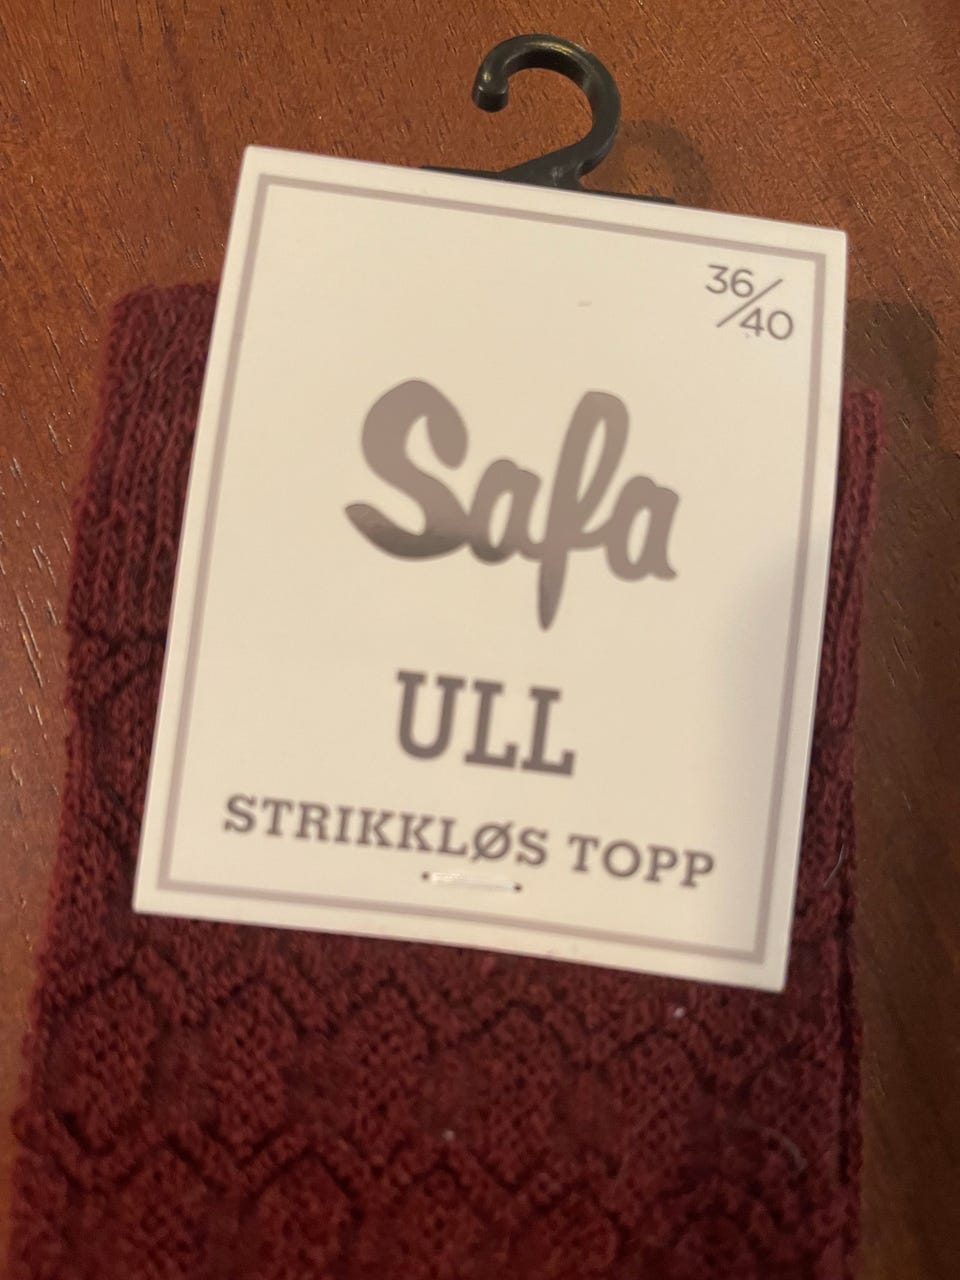 36/40
Safa
ULL
STRIKKLØS TOPP